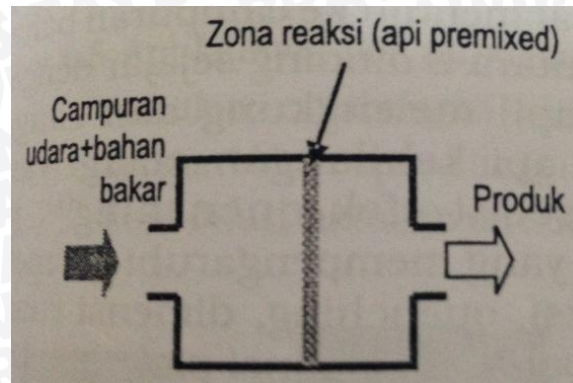 Zona reaksi (api premixed)
Campuran
udara+bahan
bakar
Produk